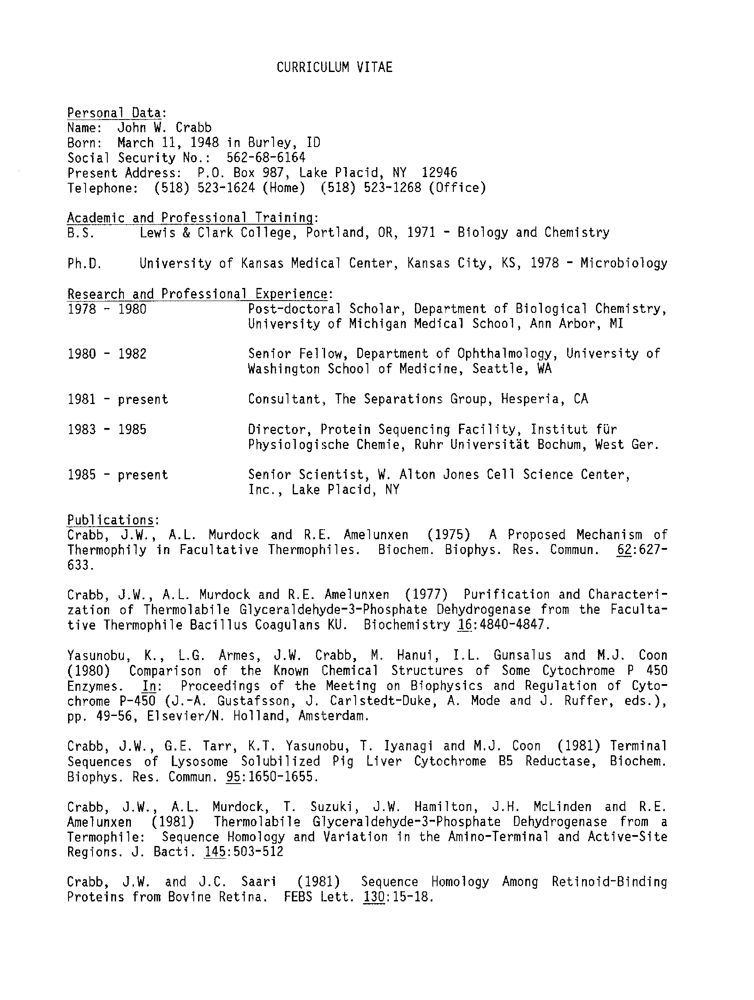 CURRICULUM VITAE
Personal Data:
Name: John W. Crabb
Born: March 11, 1948 in Burley, ID
Social Security No.: 562-68-6164
Present Address: P.O. Box 987, Lake Placid, NY 12946
Telephone: (518) 523-1624 (Home) (518) 523-1268 (Office)
Academic and Professional Training:
B.S. Lewis & Clark College, Portland, OR, 1971 - Biology and Chemistry
Ph.D. University of Kansas Medical Center, Kansas City, KS, 1978 - Microbiology
Research and Professional Experience:
1978 - 1980 Post-doctoral Scholar, Department of Biological Chemistry,
University of Michigan Medical School, Ann Arbor, MI
1980 - 1982 Senior Fellow, Department of Ophthalmology, University of
Washington School of Medicine, Seattle, WA
1981 - present Consultant, The Separations Group, Hesperia, CA
1983 - 1985 Director, Protein Sequencing Facility, Institut für
Physiologische Chemie, Ruhr Universität Bochum, West Ger.
1985 - present Senior Scientist, W. Alton Jones Cell Science Center,
Inc., Lake Placid, NY
Publications:
Crabb, J.W., A.L. Murdock and R.E. Amelunxen (1975) A Proposed Mechanism of
Thermophily in Facultative Thermophiles. Biochem. Biophys. Res. Commun. 62:627-
633.
Crabb, J.W., A.L. Murdock and R.E. Amelunxen (1977) Purification and Characteri-
zation of Thermolabile Glyceraldehyde-3-Phosphate Dehydrogenase from the Faculta-
tive Thermophile Bacillus Coagulans KU. Biochemistry 16:4840-4847.
Yasunobu, K., L.G. Armes, J.W. Crabb, M. Hanui, I.L. Gunsalus and M.J. Coon
(1980) Comparison of the Known Chemical Structures of Some Cytochrome P 450
Enzymes. In: Proceedings of the Meeting on Biophysics and Regulation of Cyto-
chrome P-450 (J.-A. Gustafsson, J. Carlstedt-Duke, A. Mode and J. Ruffer, eds.),
pp. 49-56, Elsevier/N. Holland, Amsterdam.
Crabb, J.W., G.E. Tarr, K.T. Yasunobu, T. Iyanagi and M.J. Coon (1981) Terminal
Sequences of Lysosome Solubilized Pig Liver Cytochrome B5 Reductase, Biochem.
Biophys. Res. Commun. 95:1650-1655.
Crabb, J.W., A.L. Murdock, T. Suzuki, J.W. Hamilton, J.H. McLinden and R.E.
Amelunxen (1981) Thermolabile Glyceraldehyde-3-Phosphate Dehydrogenase from a
Termophile: Sequence Homology and Variation in the Amino-Terminal and Active-Site
Regions. J. Bacti. 145:503-512
Crabb, J.W. and J.C. Saari (1981) Sequence Homology Among Retinoid-Binding
Proteins from Bovine Retina. FEBS Lett. 130:15-18.